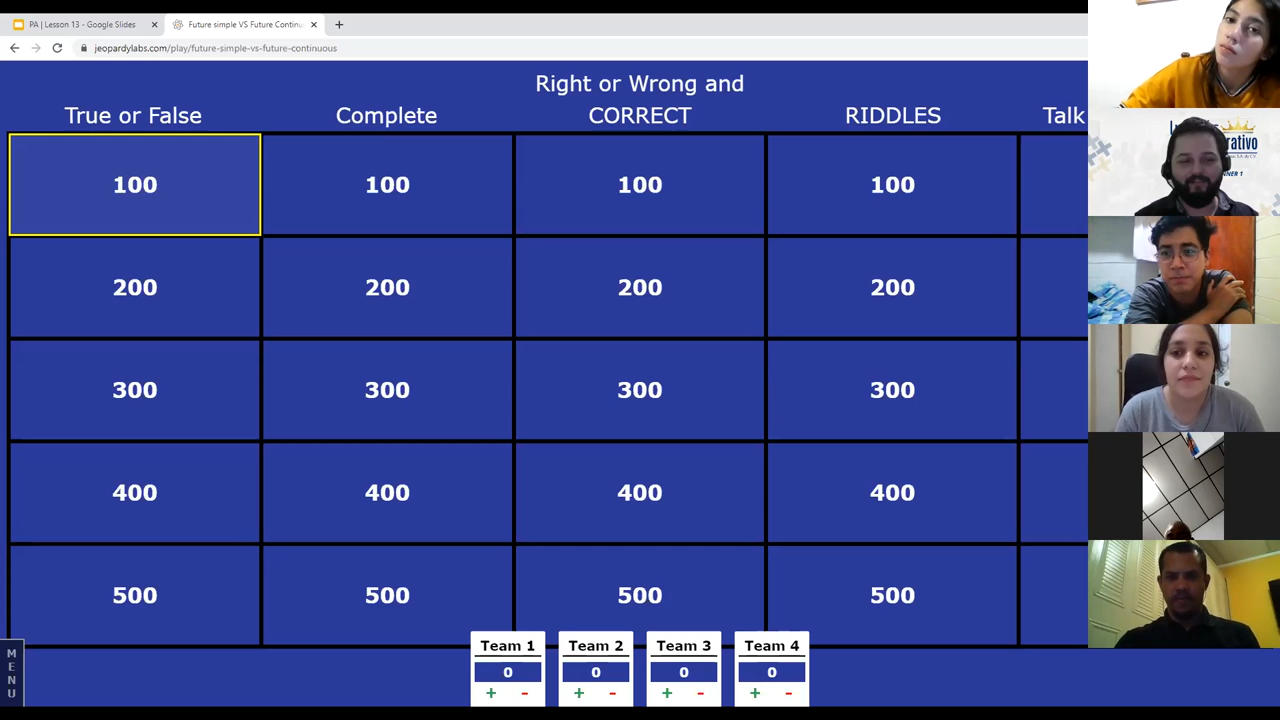 PA | Lesson 13 - Google Slides
Future simple VS Future Continu
jeopardylabs.com/play/future-simple-vs-future-continuous
True or False
Complete
Right or Wrong and
CORRECT
RIDDLES
Talk
100
100
100
100
200
200
200
200
300
300
300
300
400
400
400
400
500
500
500
500
MENU
Team 1
Team 2
Team 3
Team 4
0
0
0
0
+ -
+ -
+ -
+ -